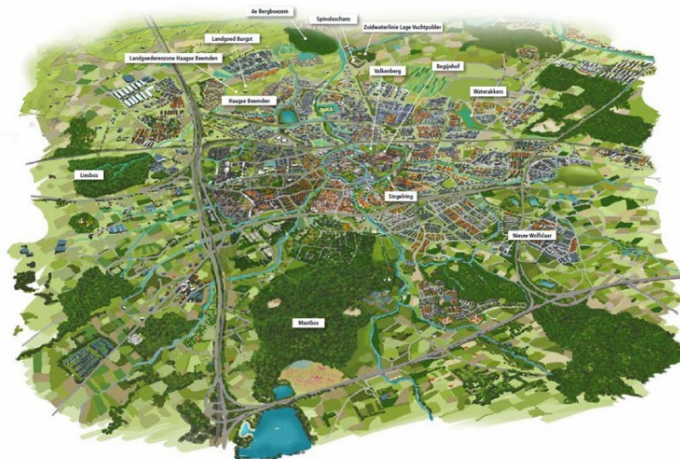 4e Bergboezem
Spinolaschans
Zuidwaterlinie Lage Vuchtpolder
Landgoed Burgst
Landgoederenzone Haagse Beemden
Valkenberg
Begijnhof
Haagse Beemden
Waterakkers
Liesbos
Singelring
Nieuw Wolfslaar
Mastbos